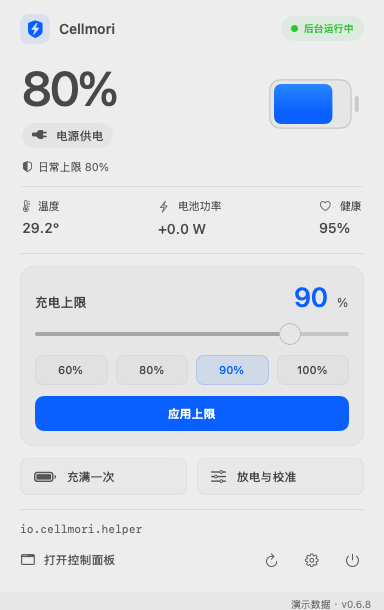 Cellmori
后台运行中
80%
电源供电
日常上限 80%
温度 电池功率 健康
29.2° +0.0 W 95%
充电上限 90 %
60% 80% 90% 100%
应用上限
充满一次 放电与校准
io.cellmori.helper
打开控制面板
演示数据 · v0.6.8